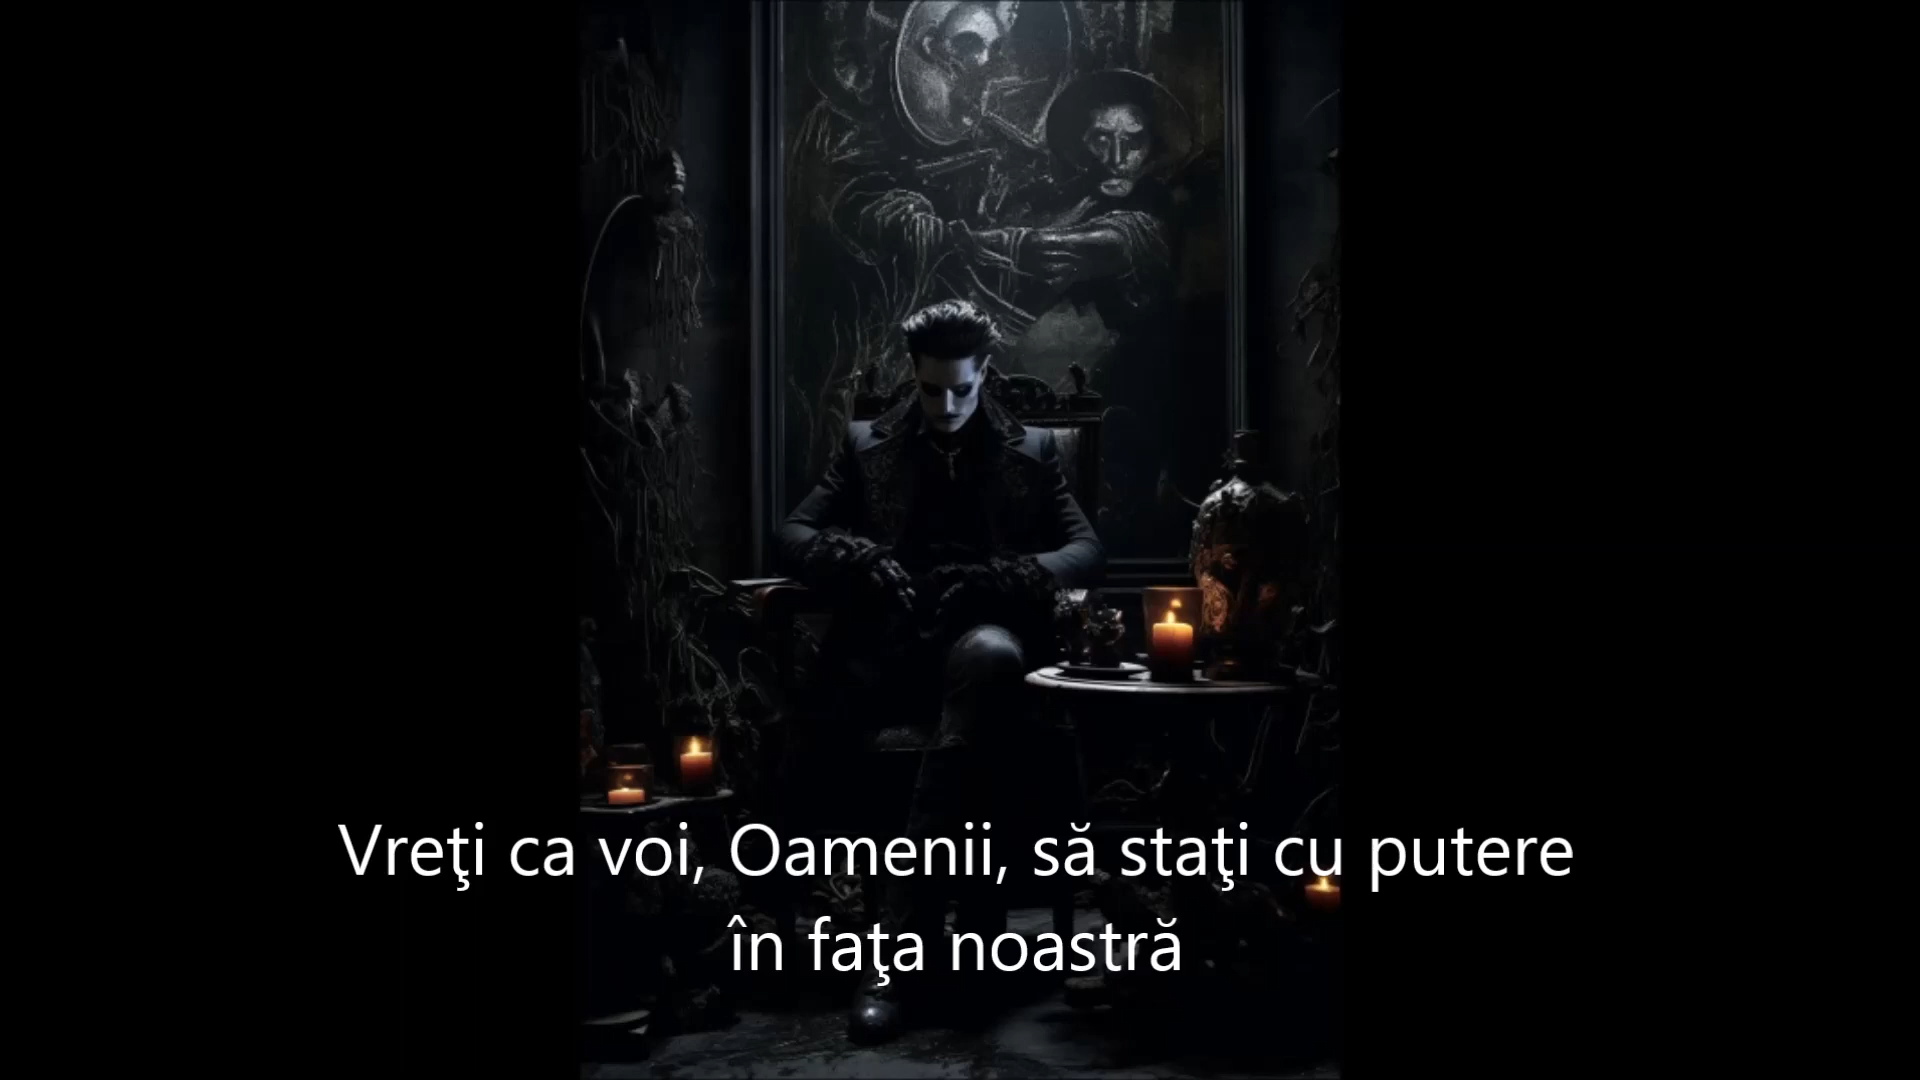 Vreţi ca voi, Oamenii, să staţi cu putere
în faţa noastră